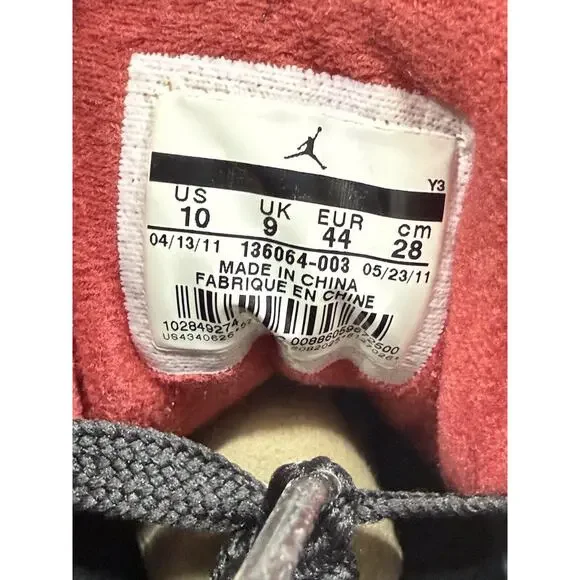 Y3
US UK EUR cm
10 9 44 28
04/13/11 136064-003 05/23/11
MADE IN CHINA
FABRIQUE EN CHINE